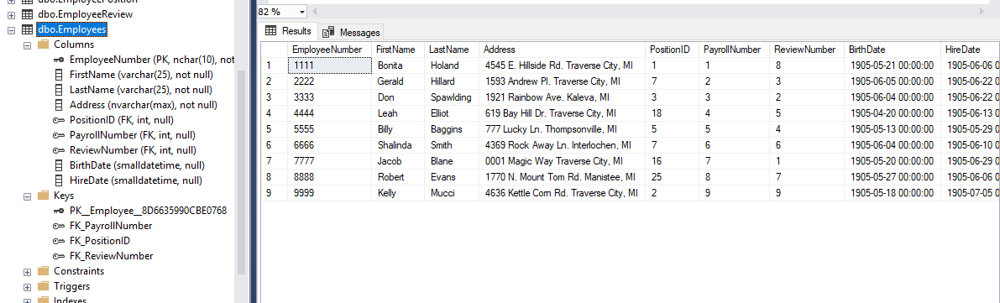 dbo.EmployeePosition
dbo.EmployeeReview
dbo.Employees
Columns
EmployeeNumber (PK, nchar(10), not
FirstName (varchar(25), not null)
LastName (varchar(25), not null)
Address (nvarchar(max), not null)
PositionID (FK, int, null)
PayrollNumber (FK, int, null)
ReviewNumber (FK, int, null)
BirthDate (smalldatetime, null)
HireDate (smalldatetime, null)
Keys
PK__Employee__8D6635990CBE0768
FK_PayrollNumber
FK_PositionID
FK_ReviewNumber
Constraints
Triggers
Indexes
82 %
Results Messages
EmployeeNumber FirstName LastName Address PositionID PayrollNumber ReviewNumber BirthDate HireDate
1 1111 Bonita Holand 4545 E. Hillside Rd. Traverse City, MI 1 1 8 1905-05-21 00:00:00 1905-06-06 0
2 2222 Gerald Hillard 1593 Andrew Pl. Traverse City, MI 7 2 3 1905-06-05 00:00:00 1905-06-22 0
3 3333 Don Spawlding 1921 Rainbow Ave. Kaleva, MI 3 3 2 1905-06-04 00:00:00 1905-06-22 0
4 4444 Leah Elliot 619 Bay Hill Dr. Traverse City, MI 18 4 5 1905-04-20 00:00:00 1905-06-13 0
5 5555 Billy Baggins 777 Lucky Ln. Thompsonville, MI 5 5 4 1905-05-13 00:00:00 1905-05-29 0
6 6666 Shalinda Smith 4369 Rock Away Ln. Interlochen, MI 7 6 6 1905-06-04 00:00:00 1905-06-10 0
7 7777 Jacob Blane 0001 Magic Way Traverse City, MI 16 7 1 1905-05-20 00:00:00 1905-06-29 0
8 8888 Robert Evans 1770 N. Mount Tom Rd. Manistee, MI 25 8 7 1905-05-27 00:00:00 1905-06-06 0
9 9999 Kelly Mucci 4636 Kettle Corn Rd. Traverse City, MI 2 9 9 1905-05-18 00:00:00 1905-07-05 0